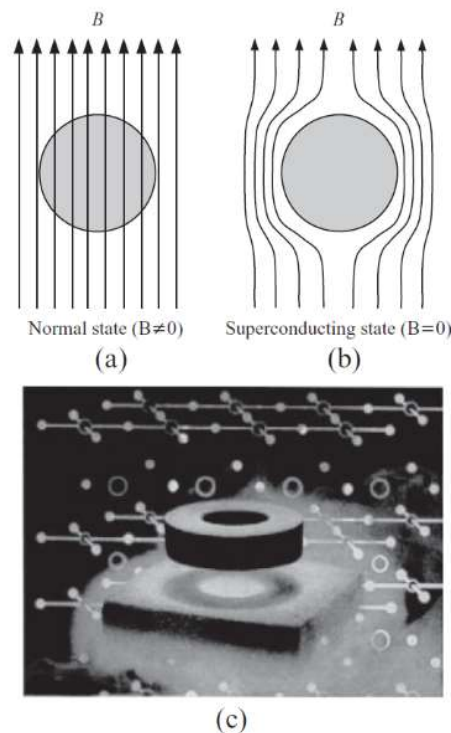 B B
Normal state (B≠0) Superconducting state (B=0)
(a) (b)
(c)